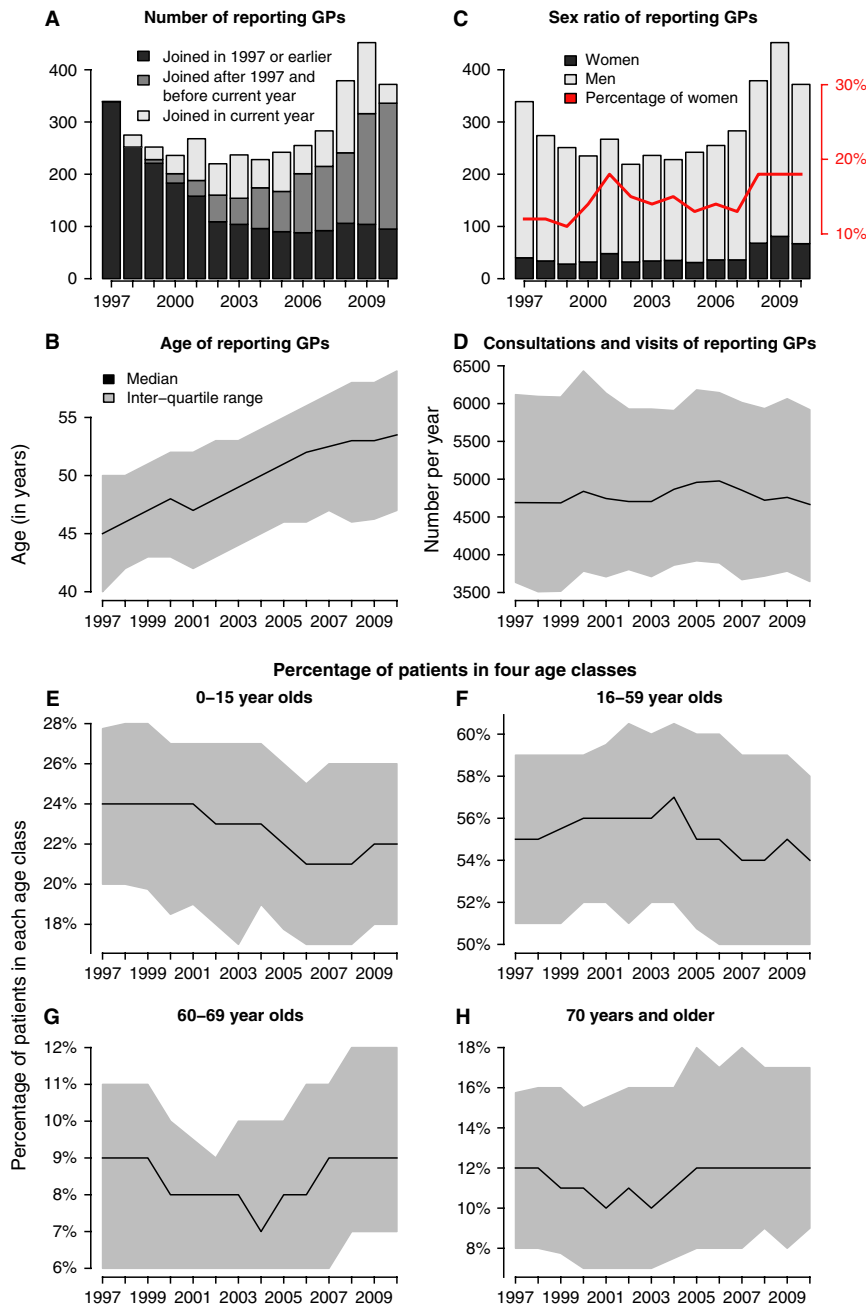 A Number of reporting GPs
Joined in 1997 or earlier
Joined after 1997 and
before current year
Joined in current year
400
300
200
100
0
1997 2000 2003 2006 2009
C Sex ratio of reporting GPs
Women
Men
Percentage of women
400
300
200
100
0
30%
20%
10%
1997 2000 2003 2006 2009
B Age of reporting GPs
Median
Inter−quartile range
Age (in years)
55
50
45
40
1997 1999 2001 2003 2005 2007 2009
D Consultations and visits of reporting GPs
Number per year
6500
6000
5500
5000
4500
4000
3500
1997 1999 2001 2003 2005 2007 2009
Percentage of patients in four age classes
Percentage of patients in each age class
E 0−15 year olds
28%
26%
24%
22%
20%
18%
1997 1999 2001 2003 2005 2007 2009
F 16−59 year olds
60%
58%
56%
54%
52%
50%
1997 1999 2001 2003 2005 2007 2009
G 60−69 year olds
12%
11%
10%
9%
8%
7%
6%
1997 1999 2001 2003 2005 2007 2009
H 70 years and older
18%
16%
14%
12%
10%
8%
1997 1999 2001 2003 2005 2007 2009